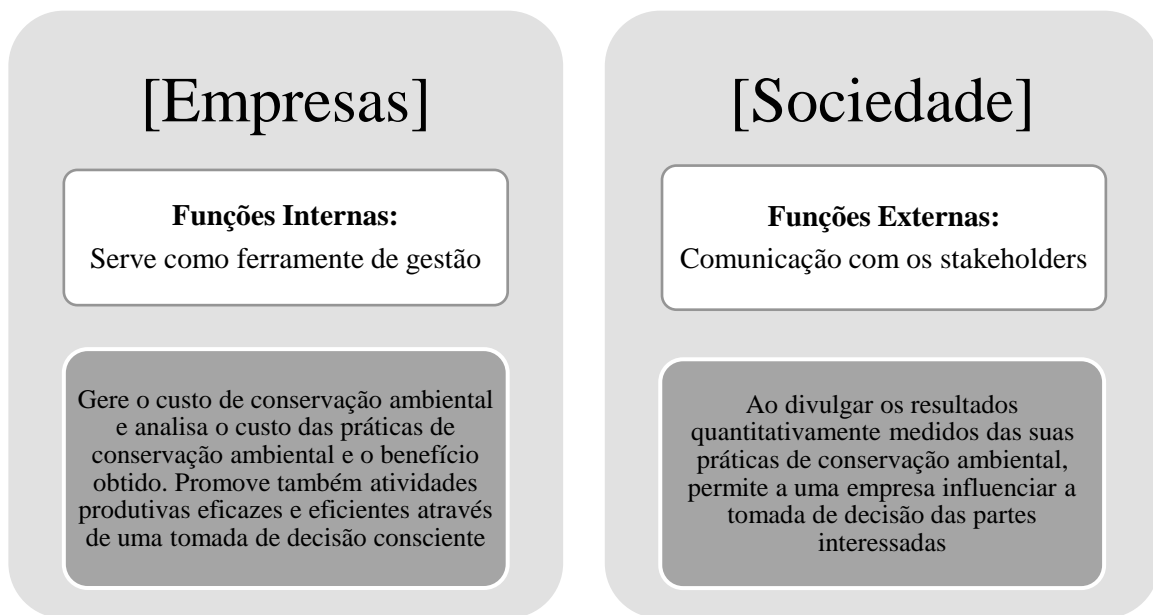 [Empresas]
Funções Internas:
Serve como ferramente de gestão
Gere o custo de conservação ambiental
e analisa o custo das práticas de
conservação ambiental e o benefício
obtido. Promove também atividades
produtivas eficazes e eficientes através
de uma tomada de decisão consciente
[Sociedade]
Funções Externas:
Comunicação com os stakeholders
Ao divulgar os resultados
quantitativamente medidos das suas
práticas de conservação ambiental,
permite a uma empresa influenciar a
tomada de decisão das partes
interessadas